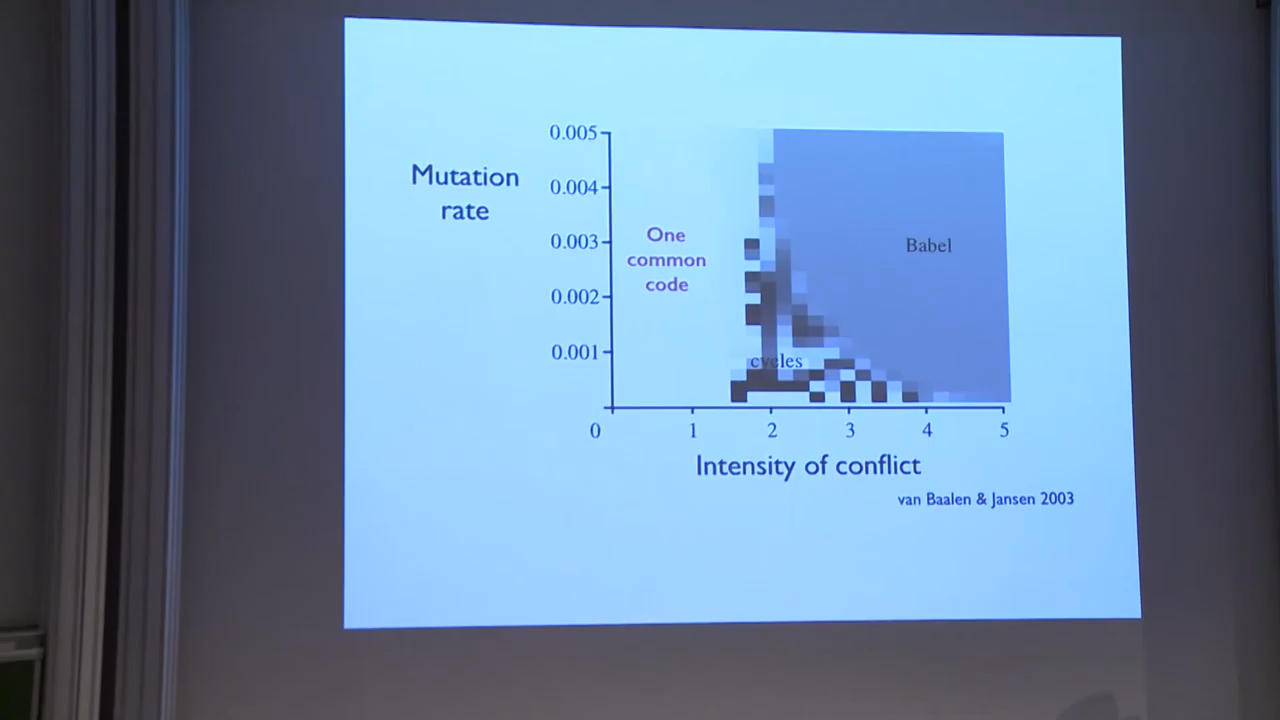 Mutation
rate
0.005
0.004
0.003
0.002
0.001
One
common
code
Babel
cycles
0
1
2
3
4
5
Intensity of conflict
van Baalen & Jansen 2003